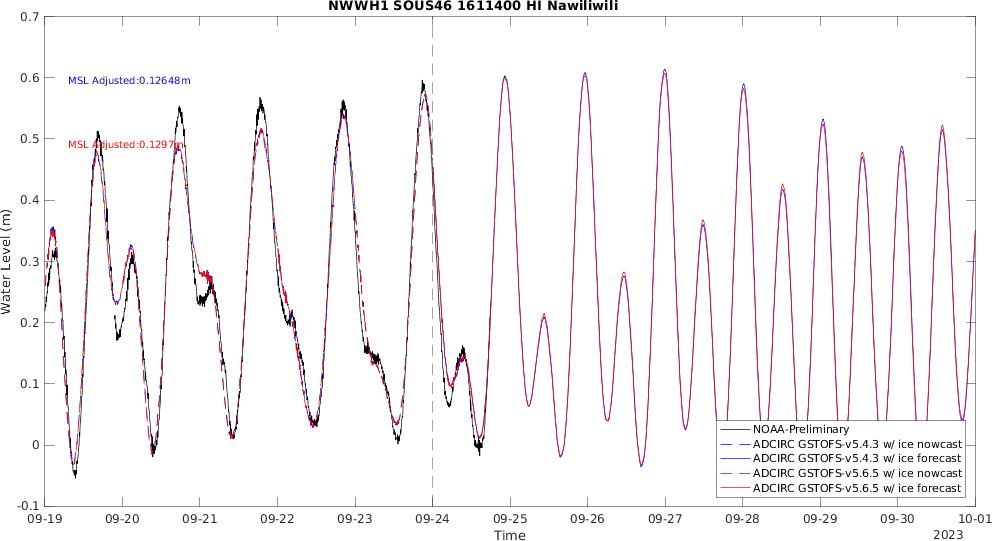 NWWH1 SOUS46 1611400 HI Nawiliwili
Water Level (m)
0.7
0.6
0.5
0.4
0.3
0.2
0.1
0
-0.1
MSL Adjusted:0.12648m
MSL Adjusted:0.1297m
NOAA-Preliminary
ADCIRC GSTOFS-v5.4.3 w/ ice nowcast
ADCIRC GSTOFS-v5.4.3 w/ ice forecast
ADCIRC GSTOFS-v5.6.5 w/ ice nowcast
ADCIRC GSTOFS-v5.6.5 w/ ice forecast
09-19 09-20 09-21 09-22 09-23 09-24 09-25 09-26 09-27 09-28 09-29 09-30 10-01
Time
2023